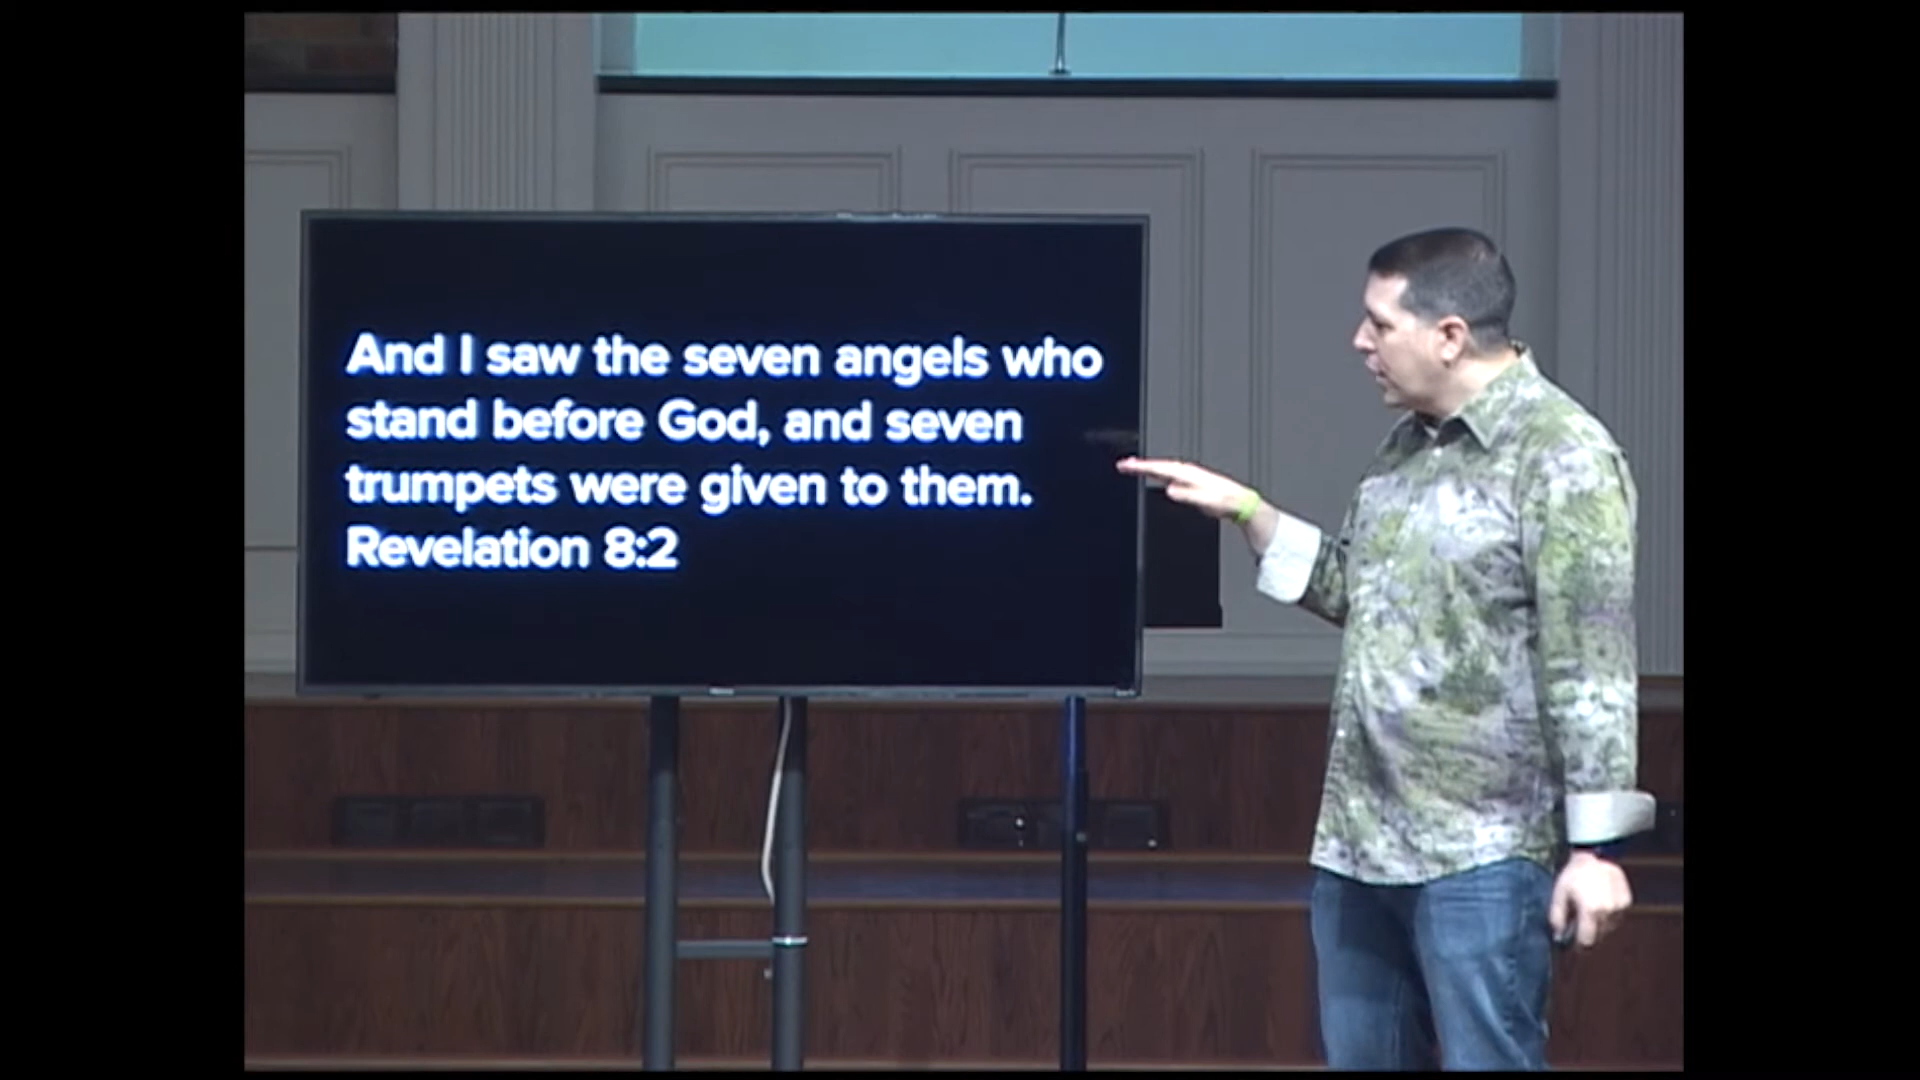 And I saw the seven angels who
stand before God, and seven
trumpets were given to them.
Revelation 8:2